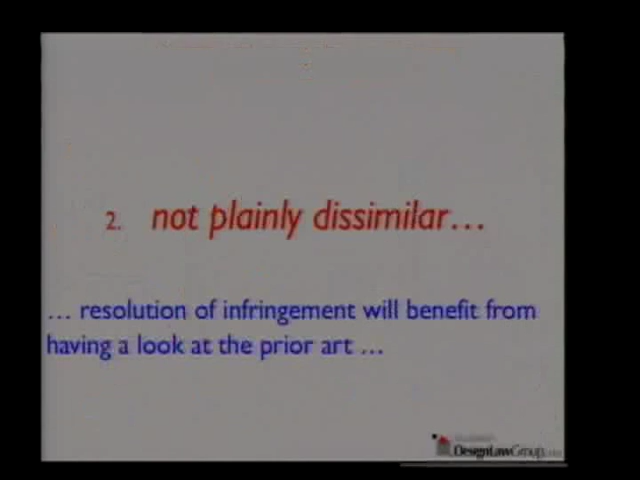 2. not plainly dissimilar...
... resolution of infringement will benefit from
having a look at the prior art ...
DesignLawGroup